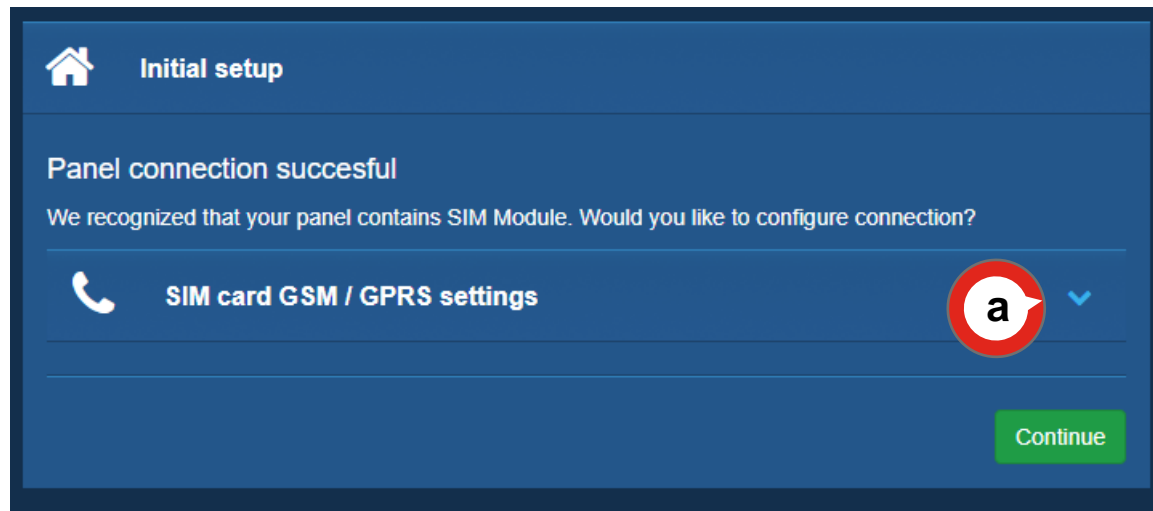 Initial setup
Panel connection succesful
We recognized that your panel contains SIM Module. Would you like to configure connection?
SIM card GSM / GPRS settings
a
Continue